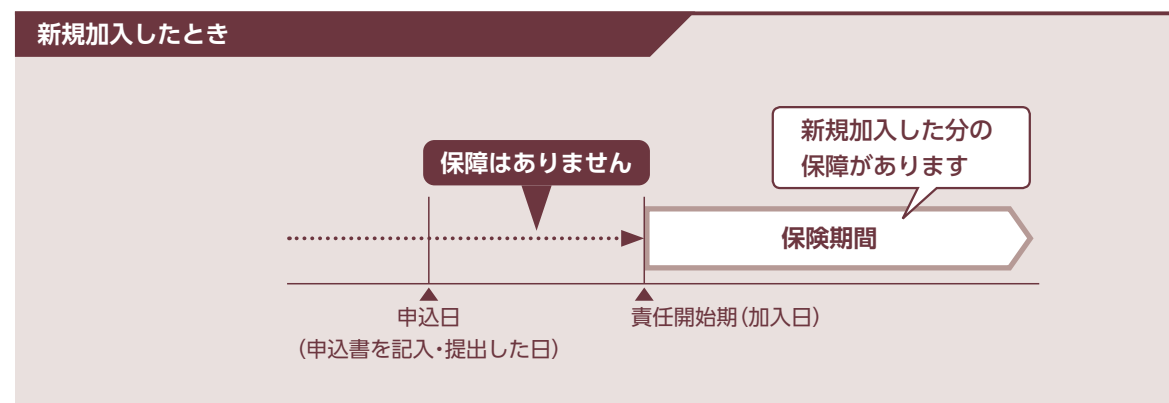 新規加入したとき
新規加入した分の
保障があります
保障はありません
保険期間
申込日
（申込書を記入・提出した日）
責任開始期（加入日）